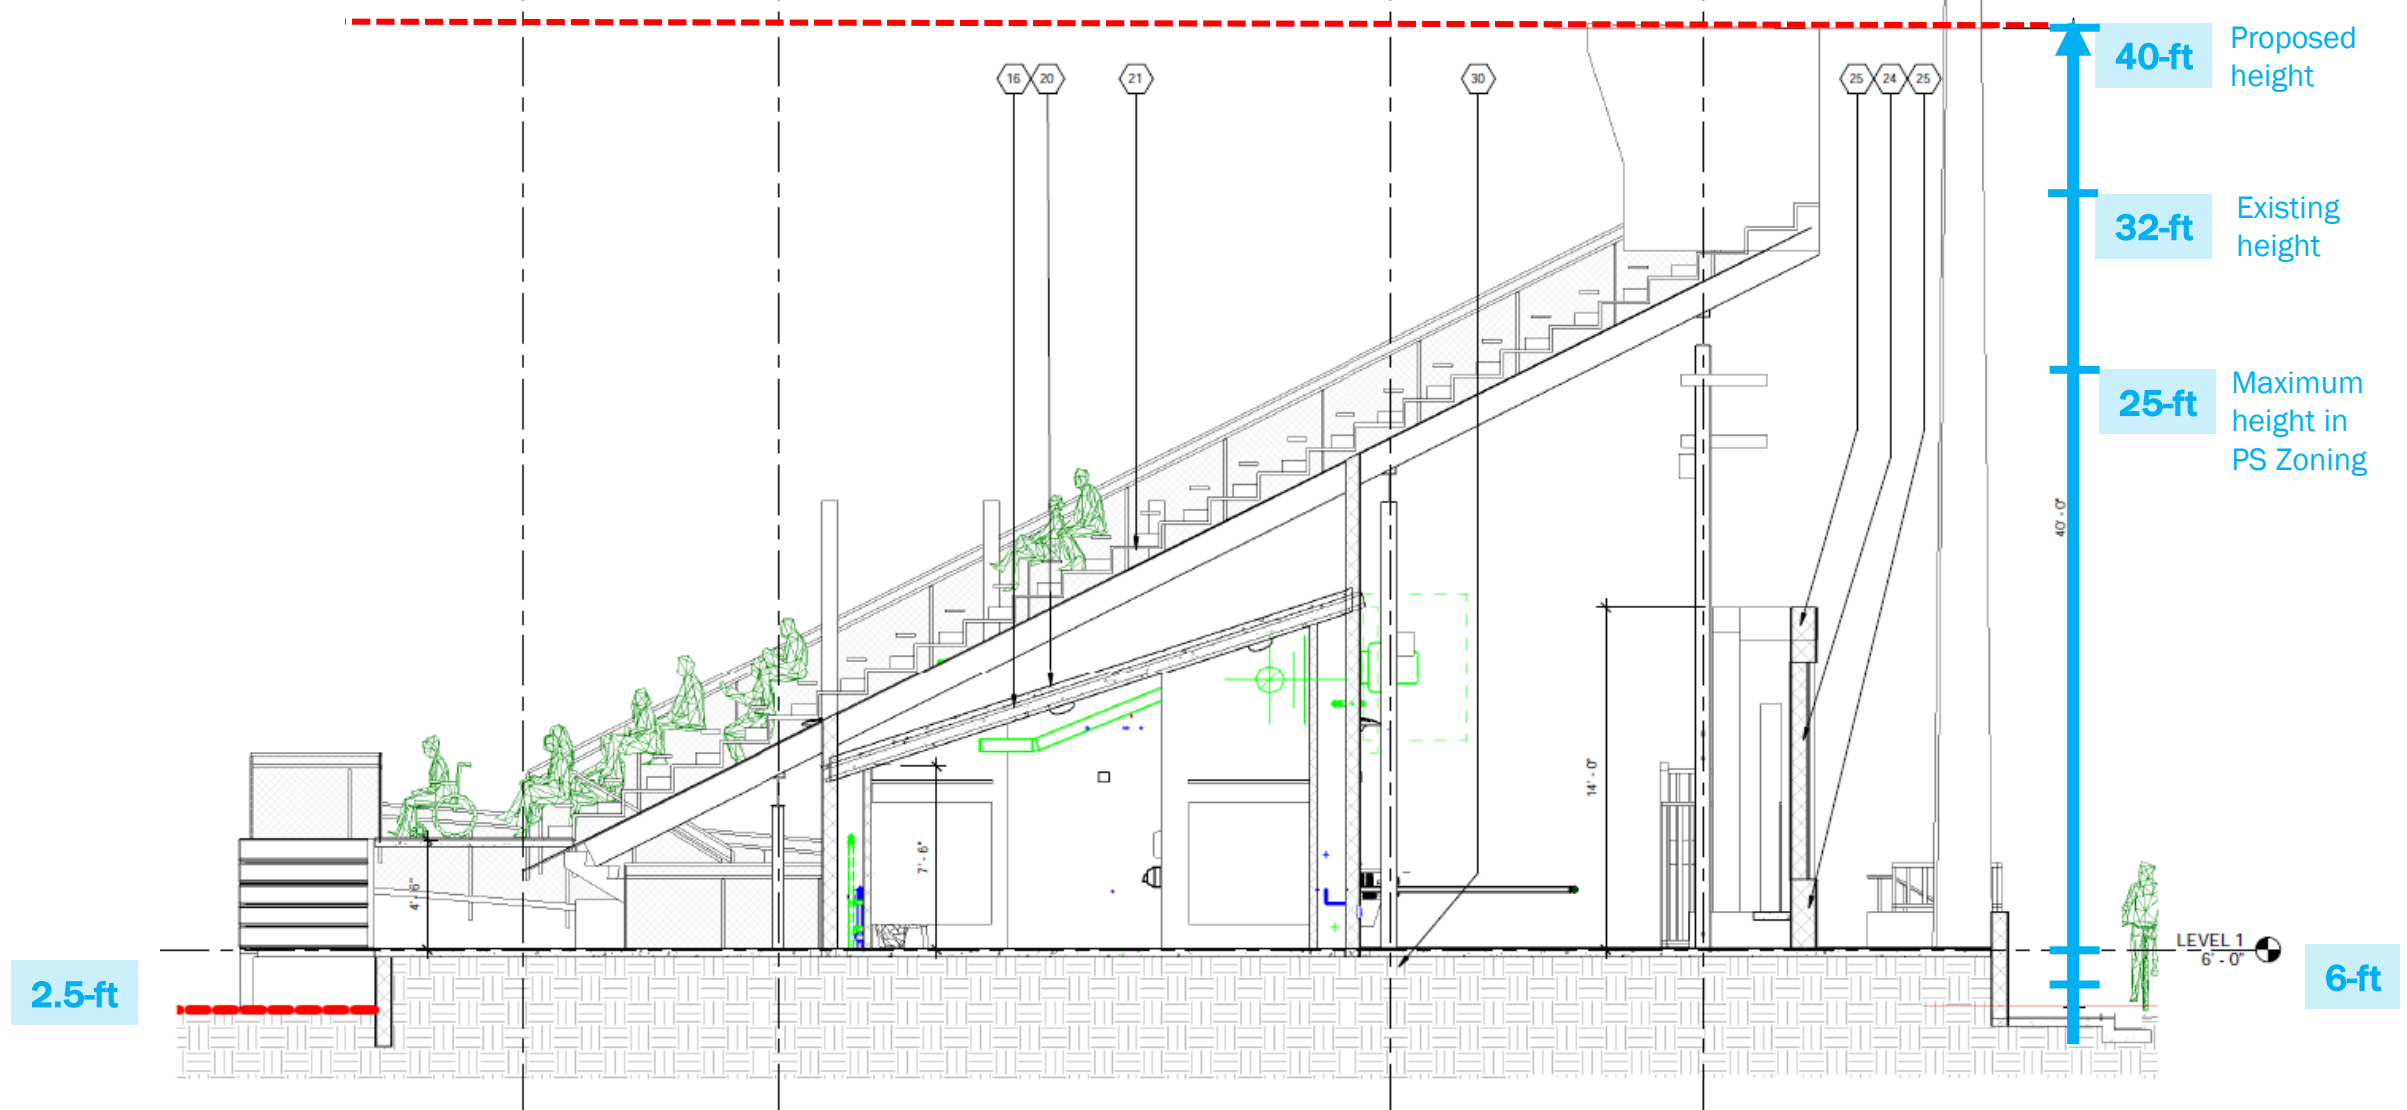 40-ft
Proposed
height
16
20
21
30
25
24
25
32-ft
Existing
height
25-ft
Maximum
height in
PS Zoning
40' - 0"
14' - 0"
7' - 6"
4' - 6"
LEVEL 1
6' - 0"
2.5-ft
6-ft